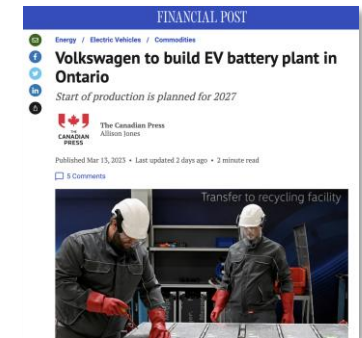 FINANCIAL POST
Energy / Electric Vehicles / Commodities
Volkswagen to build EV battery plant in
Ontario
Start of production is planned for 2027
THE
CANADIAN
PRESS
The Canadian Press
Allison Jones
Published Mar 13, 2023 • Last updated 2 days ago • 2 minute read
5 Comments
Transfer to recycling facility